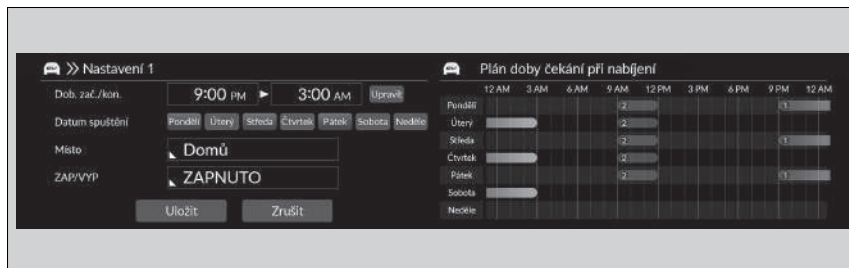 Nastavení 1
Dob. zač./kon.
9:00 PM
3:00 AM
Upravit
Datum spuštění
Pondělí Úterý Středa Čtvrtek Pátek Sobota Neděle
Místo
Domů
ZAP/VYP
ZAPNUTO
Uložit
Zrušit
Plán doby čekání při nabíjení
12 AM 3 AM 6 AM 9 AM 12 PM 3 PM 6 PM 9 PM 12 AM
Pondělí 2 1
Úterý 2
Středa 2 1
Čtvrtek 2
Pátek 2 1
Sobota
Neděle